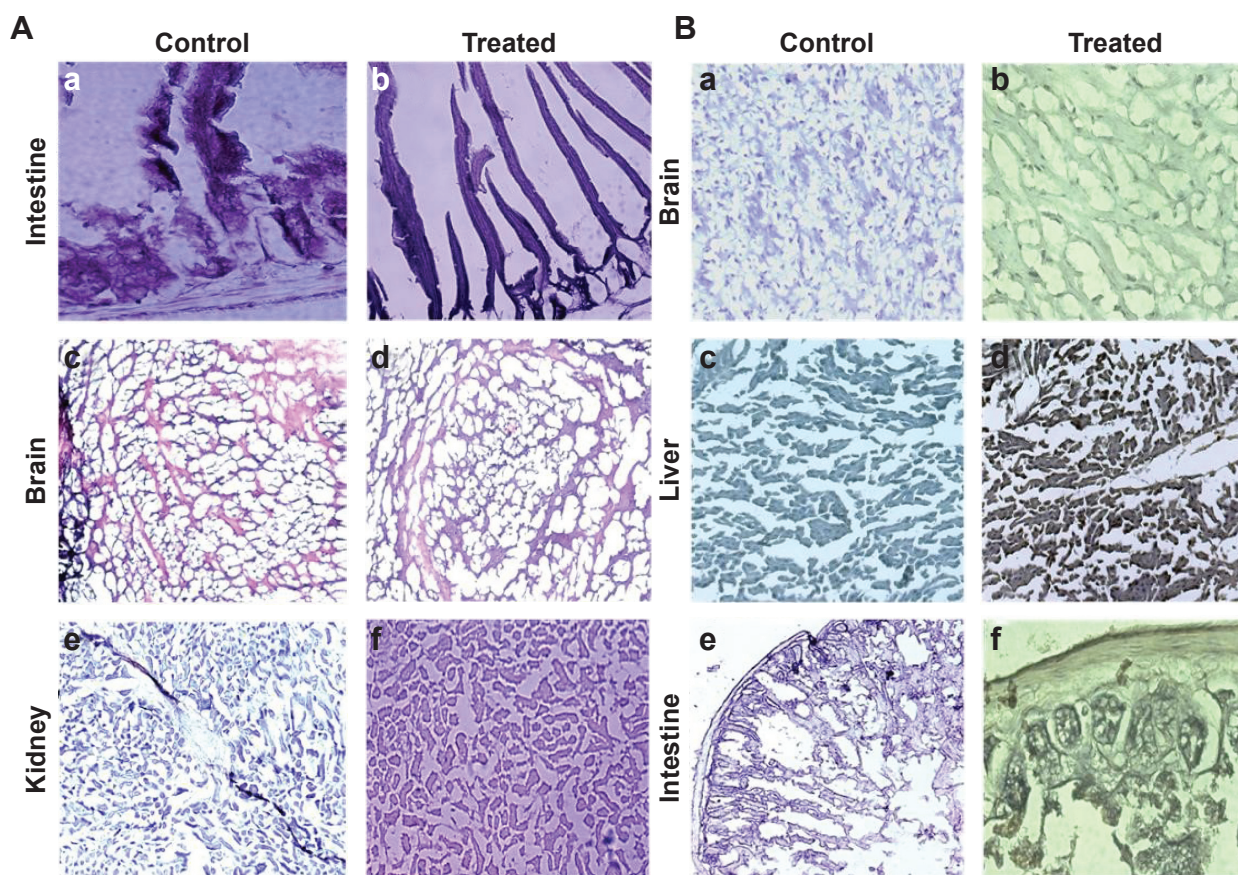 A
Control Treated
Intestine
a b
Brain
c d
Kidney
e f
B
Control Treated
Brain
a b
Liver
c d
Intestine
e f